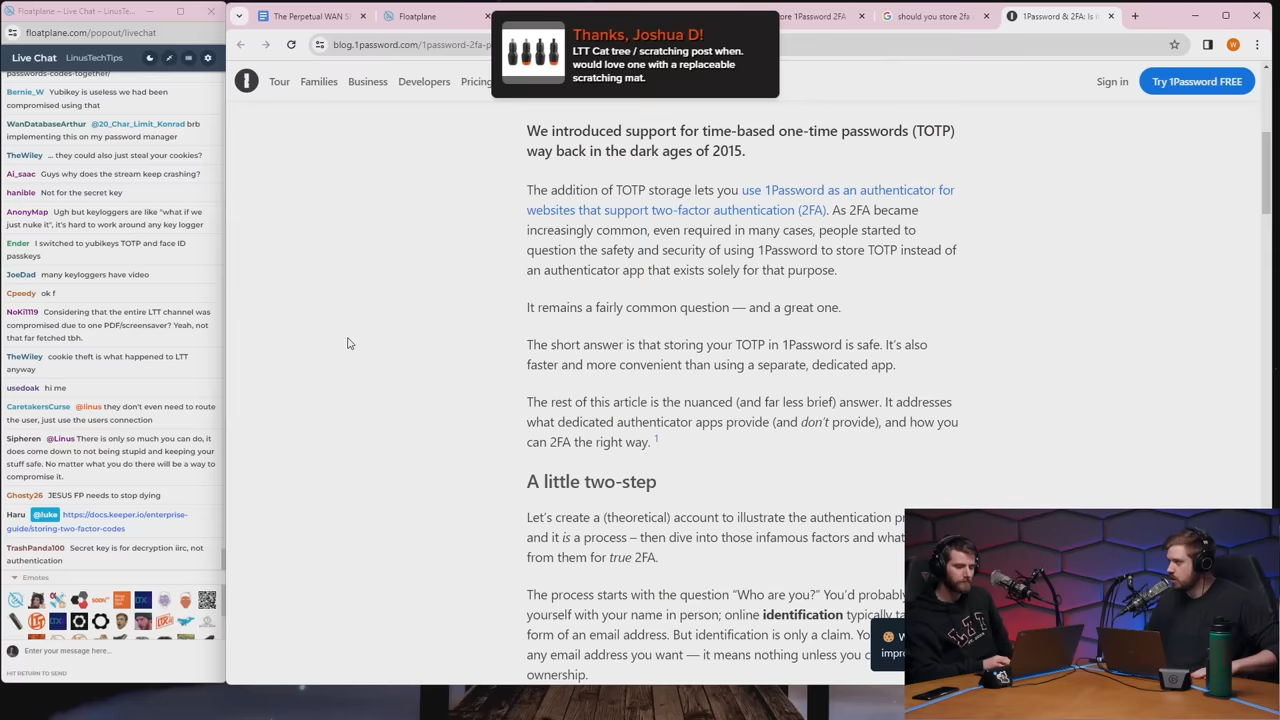 Floatplane — Live Chat – LinusTech
floatplane.com/popout/livechat
Live Chat LinusTechTips
passwords-codes-together/
Bernie_W Yubikey is useless we had been
compromised using that
WanDatabaseArthur @20_Char_Limit_Konrad brb
implementing this on my password
manager
TheWiley ... they could also just steal your cookies?
Ai_saac Guys why does the stream keep crashing?
hanible Not for the secret key
AnonyMap Ugh but keyloggers are like "what if we
just nuke it", it's hard to work around any key logger
Ender I switched to yubikeys TOTP and face ID
passkeys
JoeDad many keyloggers have video
Cpeedy ok f
NoKi1119 Considering that the entire LTT channel was
compromised due to one PDF/screensaver? Yeah, not
that far fetched tbh.
TheWiley cookie theft is what happened to LTT
anyway
usedoak hi me
CaretakersCurse @linus they don't even need to route
the user, just use the users connection
Sipheren @Linus There is only so much you can do, it
does come down to not being stupid and keeping your
stuff safe. No matter what you do there will be a way to
compromise it.
Ghosty26 JESUS FP needs to stop dying
Haru @luke https://docs.keeper.io/enterprise-
guide/storing-two-factor-codes
TrashPanda100 Secret key is for decryption iirc, not
authentication
Emotes
Enter your message here...
HIT RETURN TO SEND
The Perpetual WAN S
Floatplane
tore 1Password 2FA
should you store 2fa
1Password & 2FA: Is i
blog.1password.com/1password-2fa-p
W
Tour Families Business Developers Pricing
Sign in Try 1Password FREE
Thanks, Joshua D!
LTT Cat tree / scratching post when.
would love one with a replaceable
scratching mat.
We introduced support for time-based one-time passwords (TOTP)
way back in the dark ages of 2015.
The addition of TOTP storage lets you use 1Password as an authenticator for
websites that support two-factor authentication (2FA). As 2FA became
increasingly common, even required in many cases, people started to
question the safety and security of using 1Password to store TOTP instead of
an authenticator app that exists solely for that purpose.
It remains a fairly common question — and a great one.
The short answer is that storing your TOTP in 1Password is safe. It's also
faster and more convenient than using a separate, dedicated app.
The rest of this article is the nuanced (and far less brief) answer. It addresses
what dedicated authenticator apps provide (and don't provide), and how you
can 2FA the right way. 1
A little two-step
Let's create a (theoretical) account to illustrate the authentication pr
and it is a process – then dive into those infamous factors and what
from them for true 2FA.
The process starts with the question "Who are you?" You'd probably
yourself with your name in person; online identification typically ta
form of an email address. But identification is only a claim. Yo
any email address you want — it means nothing unless you c
ownership.
W
impro
LTT